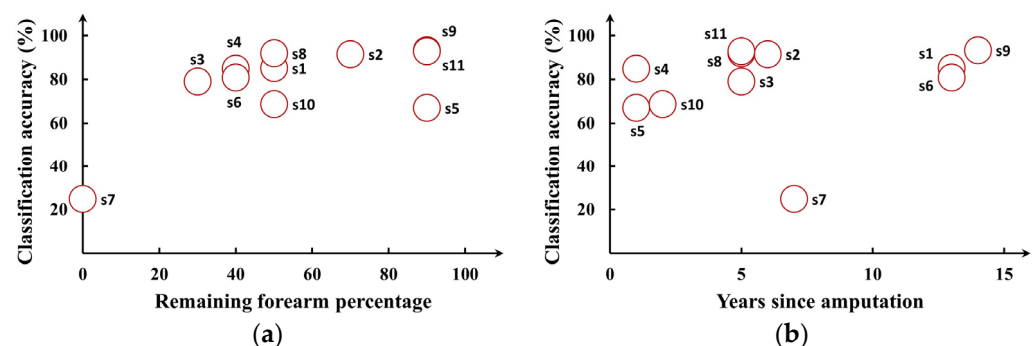 Classification accuracy (%)
100
80
60
40
20
0
20
40
60
80
100
s3
s4
s8
s2
s9
s1
s11
s6
s10
s5
s7
Remaining forearm percentage
(a)
Classification accuracy (%)
100
80
60
40
20
0
5
10
15
s11
s4
s8
s2
s3
s5
s10
s1
s9
s6
s7
Years since amputation
(b)